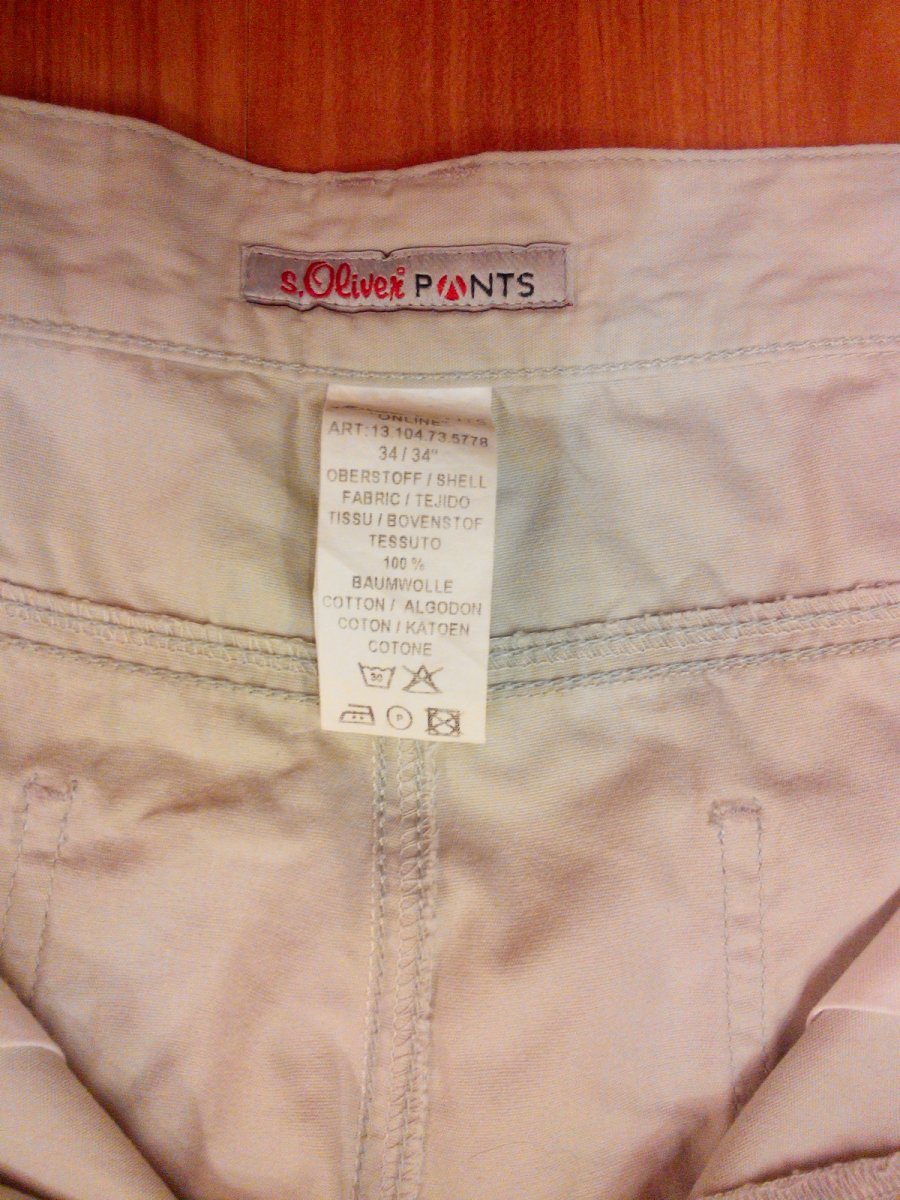 s.Oliver® PANTS
ONLINE
ART: 13.104.73.5778
34 / 34"
OBERSTOFF / SHELL
FABRIC / TEJIDO
TISSU / BOVENSTOF
TESSUTO
100 %
BAUMWOLLE
COTTON / ALGODON
COTON / KATOEN
COTONE
30
P